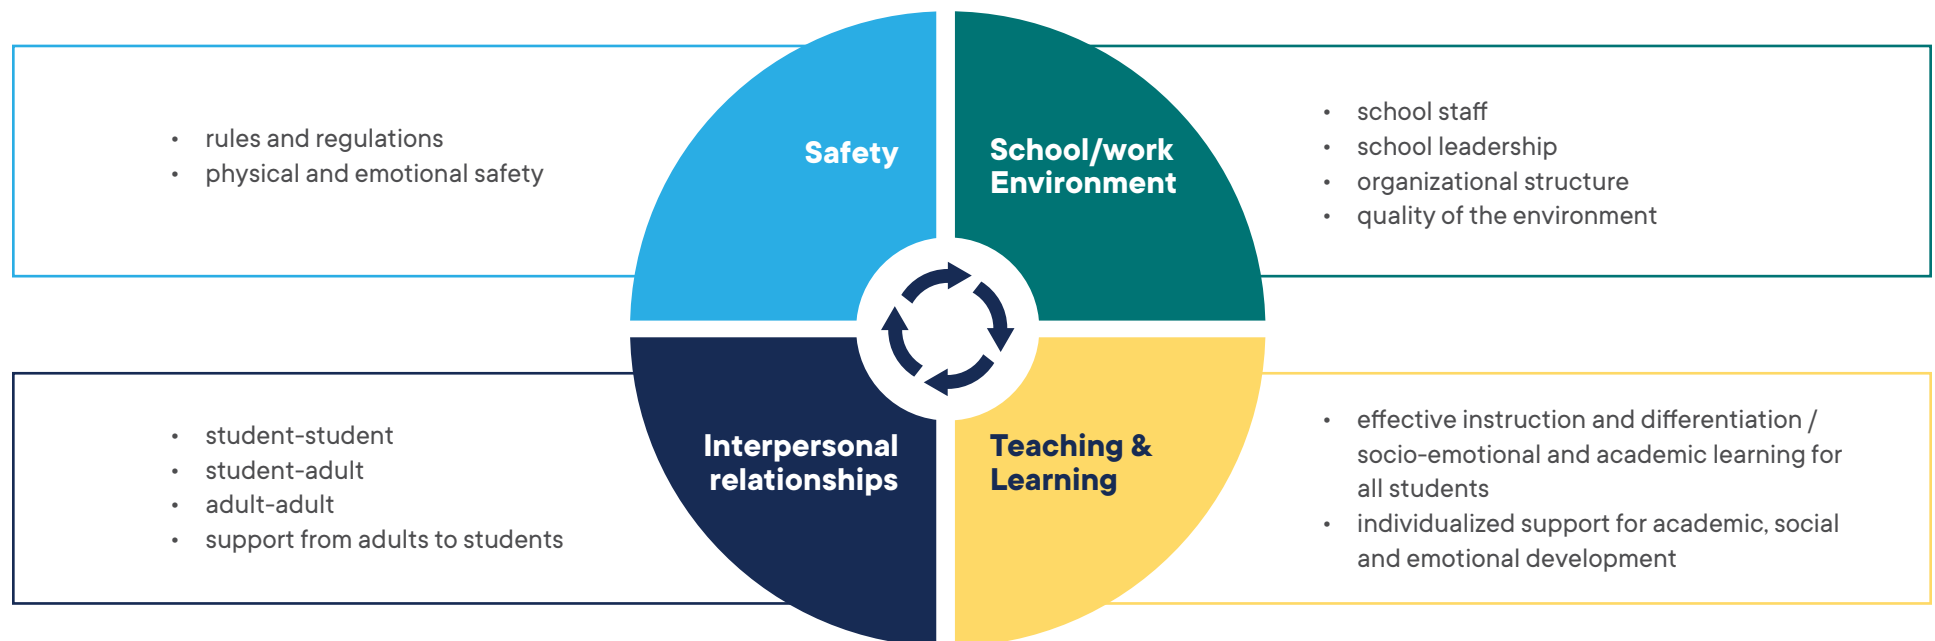 • rules and regulations
• physical and emotional safety
Safety
School/work
Environment
• school staff
• school leadership
• organizational structure
• quality of the environment
• student-student
• student-adult
• adult-adult
• support from adults to students
Interpersonal
relationships
Teaching &
Learning
• effective instruction and differentiation /
socio-emotional and academic learning for
all students
• individualized support for academic, social
and emotional development